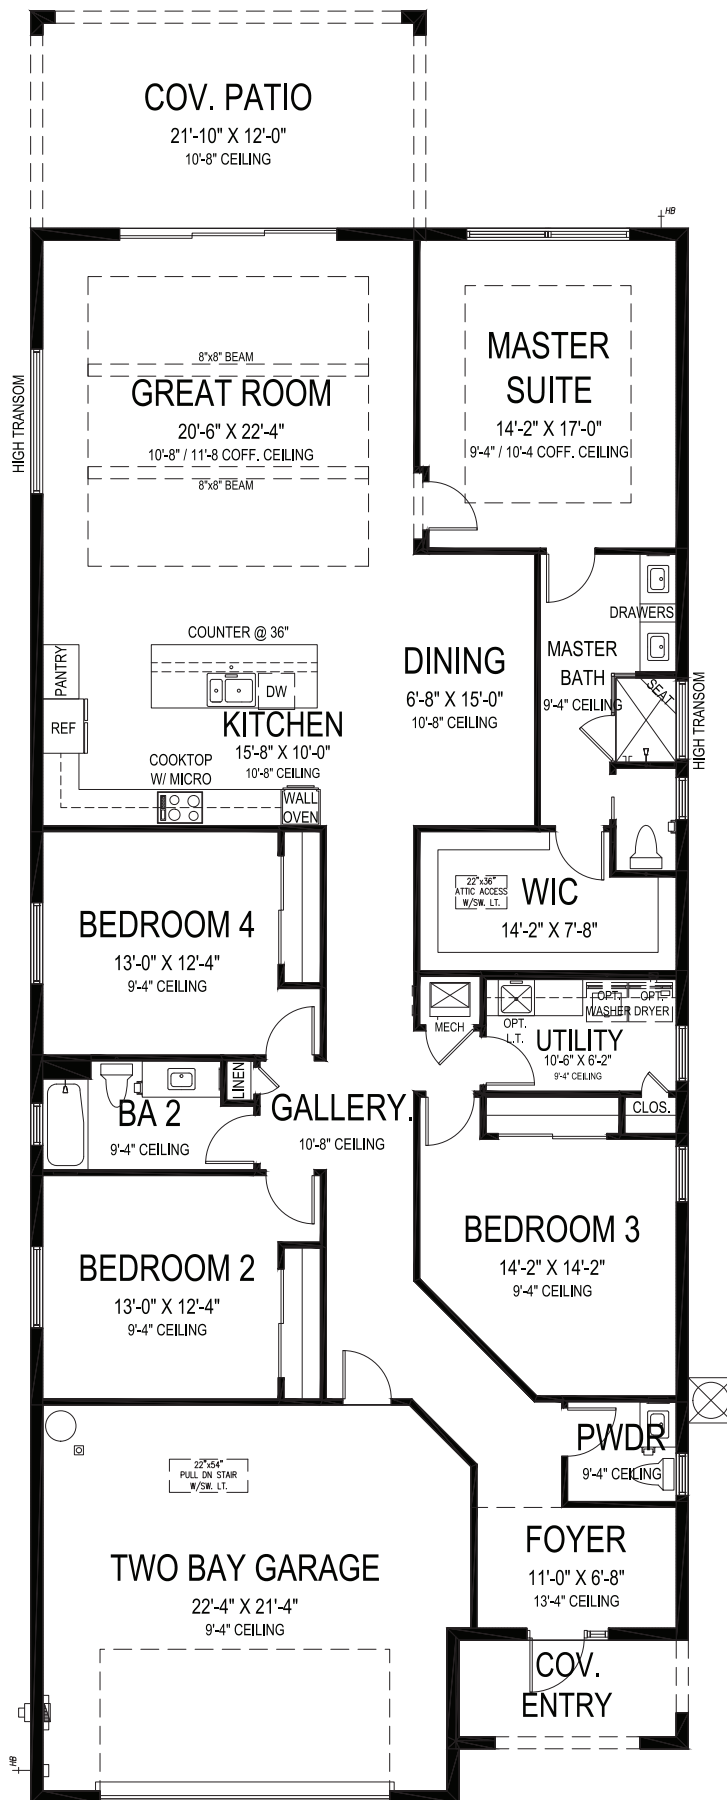 COV. PATIO
21'-10" X 12'-0"
10'-8" CEILING
HB
8"x8" BEAM
GREAT ROOM
20'-6" X 22'-4"
10'-8" / 11'-8 COFF. CEILING
8"x8" BEAM
HIGH TRANSOM
MASTER
SUITE
14'-2" X 17'-0"
9'-4" / 10'-4 COFF. CEILING
COUNTER @ 36"
PANTRY
REF
DW
KITCHEN
15'-8" X 10'-0"
10'-8" CEILING
COOKTOP
W/ MICRO
WALL
OVEN
DINING
6'-8" X 15'-0"
10'-8" CEILING
DRAWERS
MASTER
BATH
9'-4" CEILING
SEAT
HIGH TRANSOM
BEDROOM 4
13'-0" X 12'-4"
9'-4" CEILING
22"x36"
ATTIC ACCESS
W/SW. LT.
WIC
14'-2" X 7'-8"
MECH
OPT.
L.T.
OPT.
WASHER
OPT.
DRYER
UTILITY
10'-6" X 6'-2"
9'-4" CEILING
CLOS.
LINEN
BA 2
9'-4" CEILING
GALLERY.
10'-8" CEILING
BEDROOM 3
14'-2" X 14'-2"
9'-4" CEILING
BEDROOM 2
13'-0" X 12'-4"
9'-4" CEILING
PWDR
9'-4" CEILING
22"x54"
PULL DN STAIR
W/SW. LT.
FOYER
11'-0" X 6'-8"
13'-4" CEILING
TWO BAY GARAGE
22'-4" X 21'-4"
9'-4" CEILING
COV.
ENTRY
HB